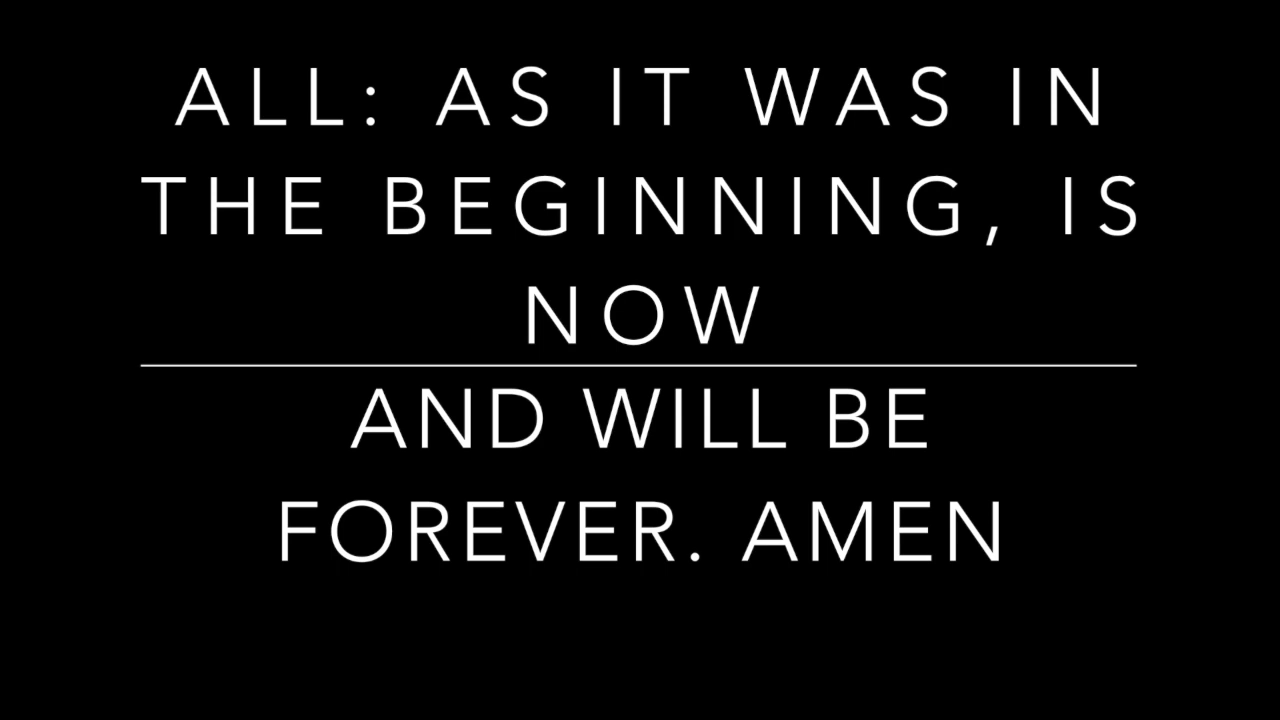 ALL: AS IT WAS IN
THE BEGINNING, IS
NOW
AND WILL BE
FOREVER. AMEN